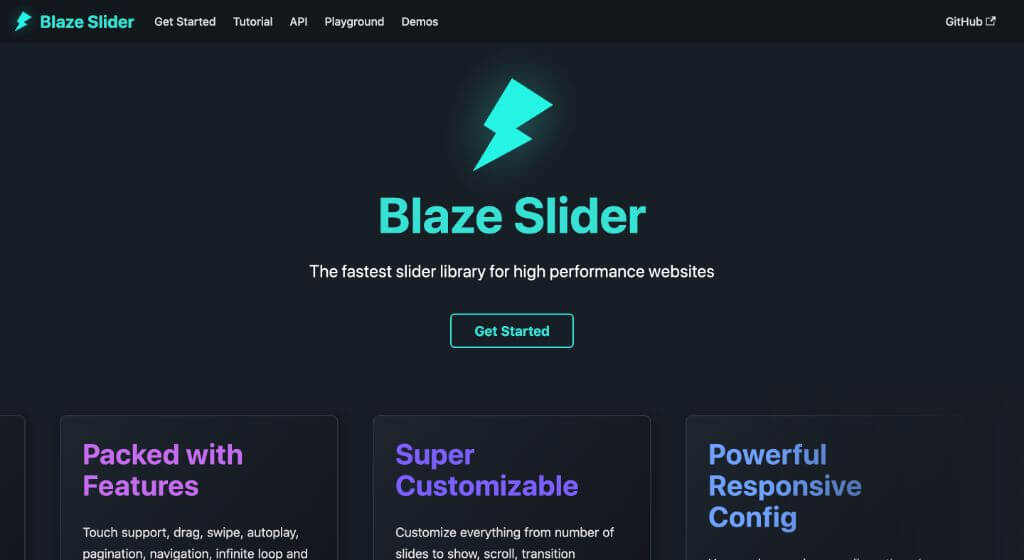 Blaze Slider Get Started Tutorial API Playground Demos GitHub
Blaze Slider
The fastest slider library for high performance websites
Get Started
Packed with
Features
Touch support, drag, swipe, autoplay,
pagination, navigation, infinite loop and
Super
Customizable
Customize everything from number of
slides to show, scroll, transition
Powerful
Responsive
Config